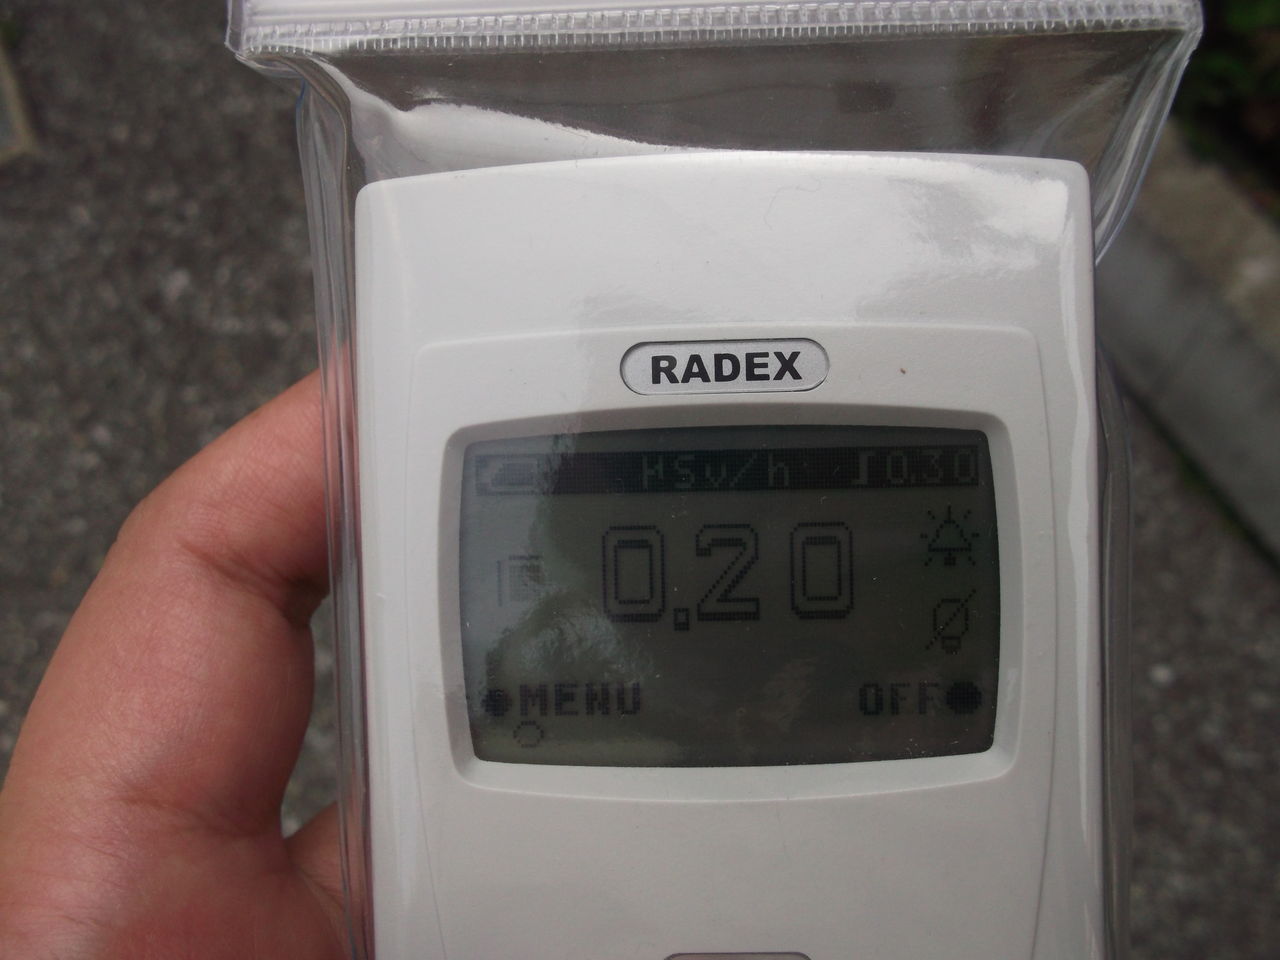 RADEX
µSv/h 0.30
0.20
MENU OFF